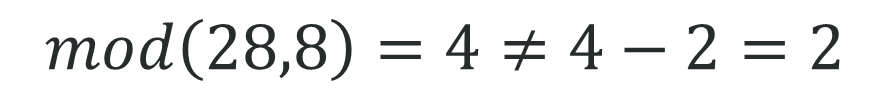 mod(28,8) = 4 ≠ 4 − 2 = 2